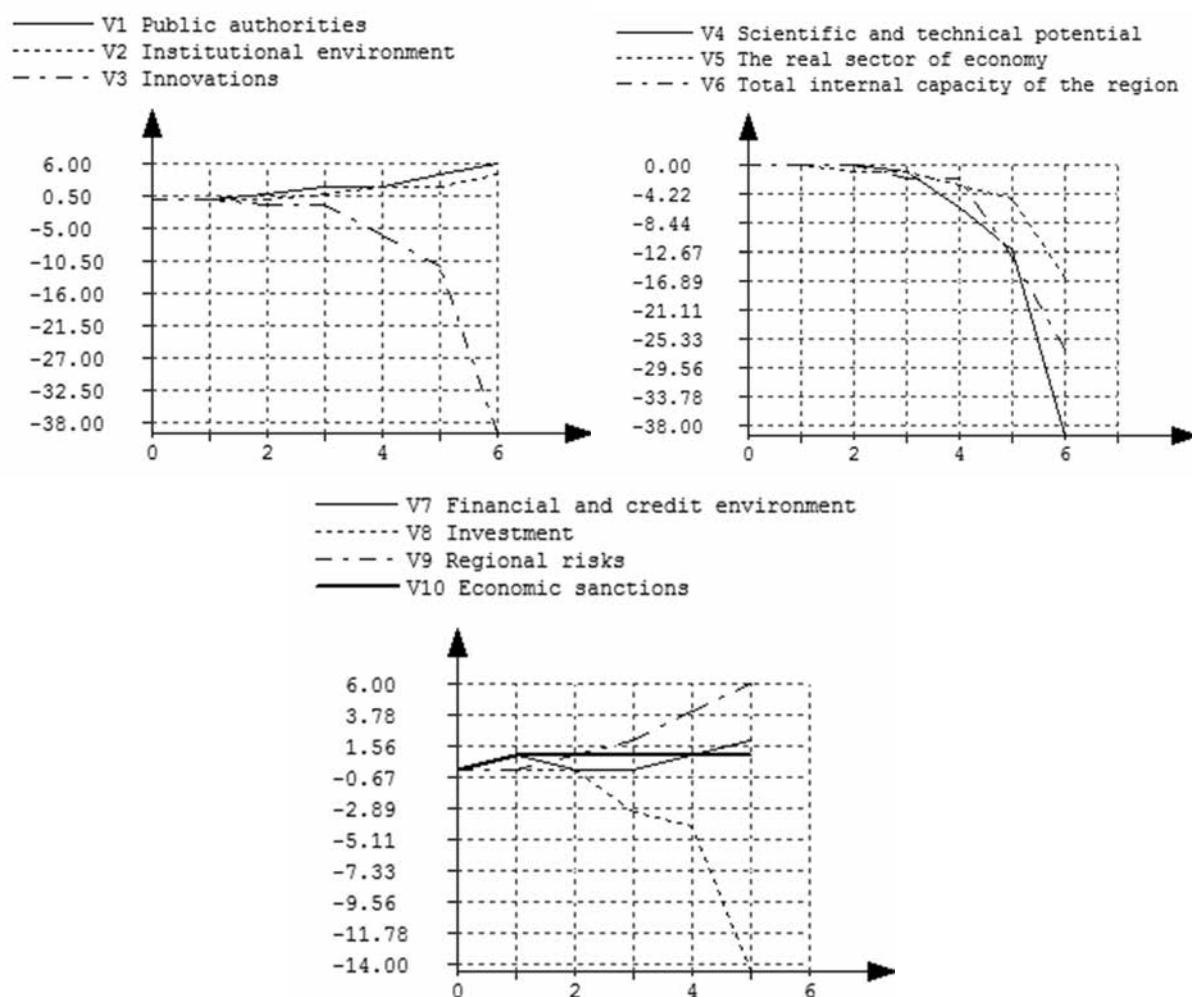 V1 Public authorities
V2 Institutional environment
V3 Innovations
6.00
0.50
-5.00
-10.50
-16.00
-21.50
-27.00
-32.50
-38.00
0 2 4 6
V4 Scientific and technical potential
V5 The real sector of economy
V6 Total internal capacity of the region
0.00
-4.22
-8.44
-12.67
-16.89
-21.11
-25.33
-29.56
-33.78
-38.00
0 2 4 6
V7 Financial and credit environment
V8 Investment
V9 Regional risks
V10 Economic sanctions
6.00
3.78
1.56
-0.67
-2.89
-5.11
-7.33
-9.56
-11.78
-14.00
0 2 4 6